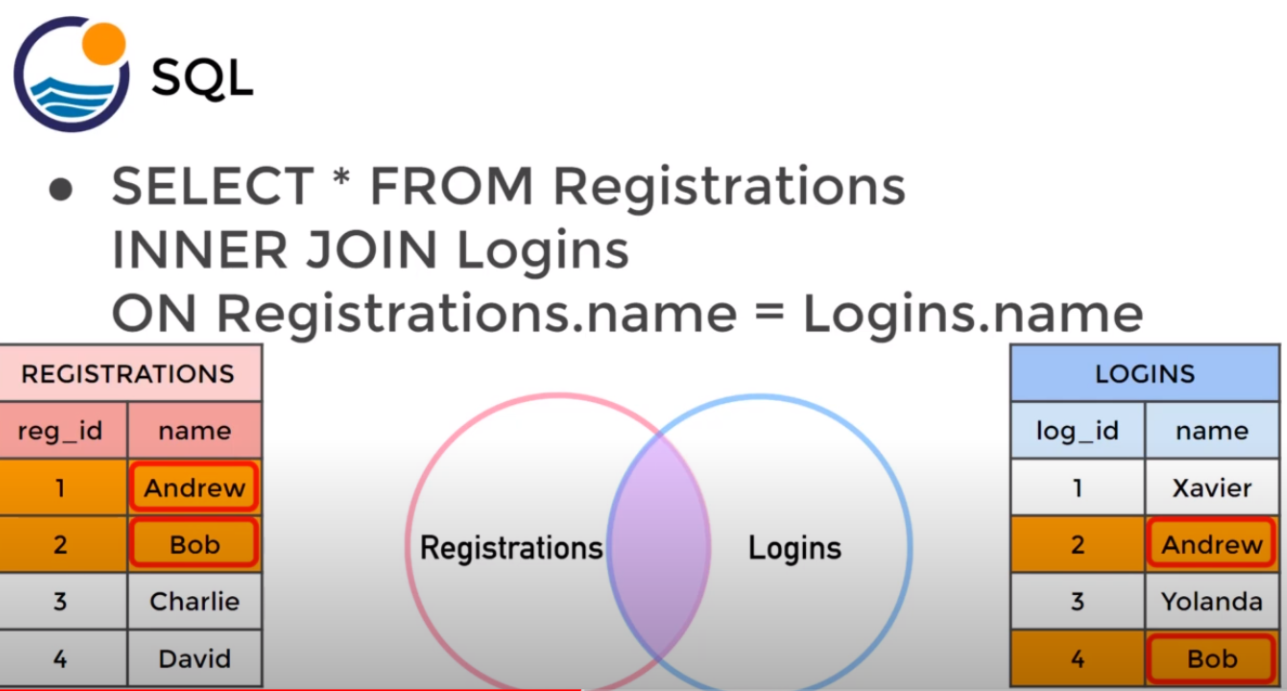 SQL
● SELECT * FROM Registrations
INNER JOIN Logins
ON Registrations.name = Logins.name
REGISTRATIONS
reg_id name
1 Andrew
2 Bob
3 Charlie
4 David
Registrations
Logins
LOGINS
log_id name
1 Xavier
2 Andrew
3 Yolanda
4 Bob